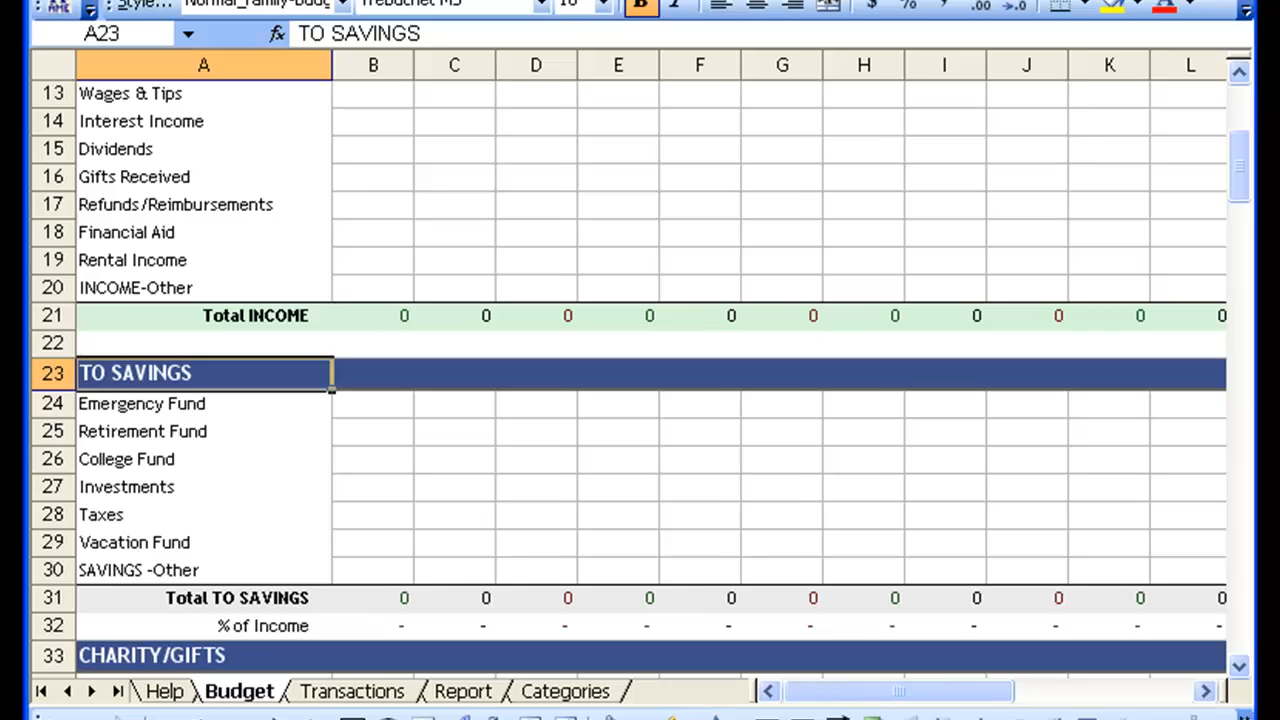 Style... Normal_Family-Budg Trebuchet MS 10 B I $ % ,
A23 fx TO SAVINGS
A B C D E F G H I J K L
13 Wages & Tips
14 Interest Income
15 Dividends
16 Gifts Received
17 Refunds/Reimbursements
18 Financial Aid
19 Rental Income
20 INCOME-Other
21 Total INCOME 0 0 0 0 0 0 0 0 0 0 0
22
23 TO SAVINGS
24 Emergency Fund
25 Retirement Fund
26 College Fund
27 Investments
28 Taxes
29 Vacation Fund
30 SAVINGS -Other
31 Total TO SAVINGS 0 0 0 0 0 0 0 0 0 0 0
32 % of Income - - - - - - - - - - -
33 CHARITY/GIFTS
Help Budget Transactions Report Categories